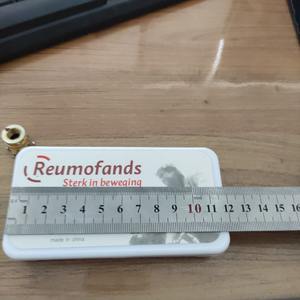 Reumofands
Sterk in beweging
1 2 3 4 5 6 7 8 9 10 11 12 13 14 15 16
made in china